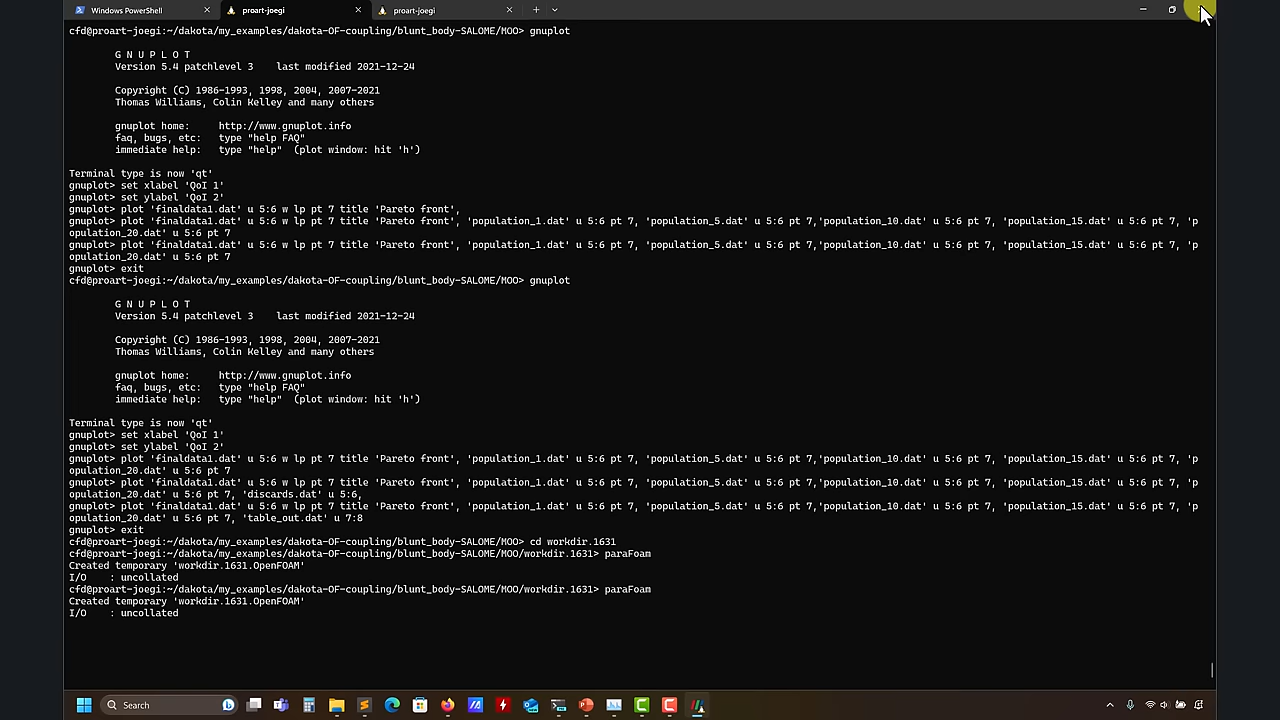 Windows PowerShell
proart-joegi
proart-joegi
cfd@proart-joegi:~/dakota/my_examples/dakota-OF-coupling/blunt_body-SALOME/MOO> gnuplot
G N U P L O T
Version 5.4 patchlevel 3    last modified 2021-12-24
Copyright (C) 1986-1993, 1998, 2004, 2007-2021
Thomas Williams, Colin Kelley and many others
gnuplot home:     http://www.gnuplot.info
faq, bugs, etc:   type "help FAQ"
immediate help:   type "help"  (plot window: hit 'h')
Terminal type is now 'qt'
gnuplot> set xlabel 'QoI 1'
gnuplot> set ylabel 'QoI 2'
gnuplot> plot 'finaldata1.dat' u 5:6 w lp pt 7 title 'Pareto front',
gnuplot> plot 'finaldata1.dat' u 5:6 w lp pt 7 title 'Pareto front', 'population_1.dat' u 5:6 pt 7, 'population_5.dat' u 5:6 pt 7,'population_10.dat' u 5:6 pt 7, 'population_15.dat' u 5:6 pt 7, 'p
opulation_20.dat' u 5:6 pt 7
gnuplot> plot 'finaldata1.dat' u 5:6 w lp pt 7 title 'Pareto front', 'population_1.dat' u 5:6 pt 7, 'population_5.dat' u 5:6 pt 7,'population_10.dat' u 5:6 pt 7, 'population_15.dat' u 5:6 pt 7, 'p
opulation_20.dat' u 5:6 pt 7
gnuplot> exit
cfd@proart-joegi:~/dakota/my_examples/dakota-OF-coupling/blunt_body-SALOME/MOO> gnuplot
G N U P L O T
Version 5.4 patchlevel 3    last modified 2021-12-24
Copyright (C) 1986-1993, 1998, 2004, 2007-2021
Thomas Williams, Colin Kelley and many others
gnuplot home:     http://www.gnuplot.info
faq, bugs, etc:   type "help FAQ"
immediate help:   type "help"  (plot window: hit 'h')
Terminal type is now 'qt'
gnuplot> set xlabel 'QoI 1'
gnuplot> set ylabel 'QoI 2'
gnuplot> plot 'finaldata1.dat' u 5:6 w lp pt 7 title 'Pareto front', 'population_1.dat' u 5:6 pt 7, 'population_5.dat' u 5:6 pt 7,'population_10.dat' u 5:6 pt 7, 'population_15.dat' u 5:6 pt 7, 'p
opulation_20.dat' u 5:6 pt 7
gnuplot> plot 'finaldata1.dat' u 5:6 w lp pt 7 title 'Pareto front', 'population_1.dat' u 5:6 pt 7, 'population_5.dat' u 5:6 pt 7,'population_10.dat' u 5:6 pt 7, 'population_15.dat' u 5:6 pt 7, 'p
opulation_20.dat' u 5:6 pt 7, 'discards.dat' u 5:6,
gnuplot> plot 'finaldata1.dat' u 5:6 w lp pt 7 title 'Pareto front', 'population_1.dat' u 5:6 pt 7, 'population_5.dat' u 5:6 pt 7,'population_10.dat' u 5:6 pt 7, 'population_15.dat' u 5:6 pt 7, 'p
opulation_20.dat' u 5:6 pt 7, 'table_out.dat' u 7:8
gnuplot> exit
cfd@proart-joegi:~/dakota/my_examples/dakota-OF-coupling/blunt_body-SALOME/MOO> cd workdir.1631
cfd@proart-joegi:~/dakota/my_examples/dakota-OF-coupling/blunt_body-SALOME/MOO/workdir.1631> paraFoam
Created temporary 'workdir.1631.OpenFOAM'
I/O    : uncollated
cfd@proart-joegi:~/dakota/my_examples/dakota-OF-coupling/blunt_body-SALOME/MOO/workdir.1631> paraFoam
Created temporary 'workdir.1631.OpenFOAM'
I/O    : uncollated
Search